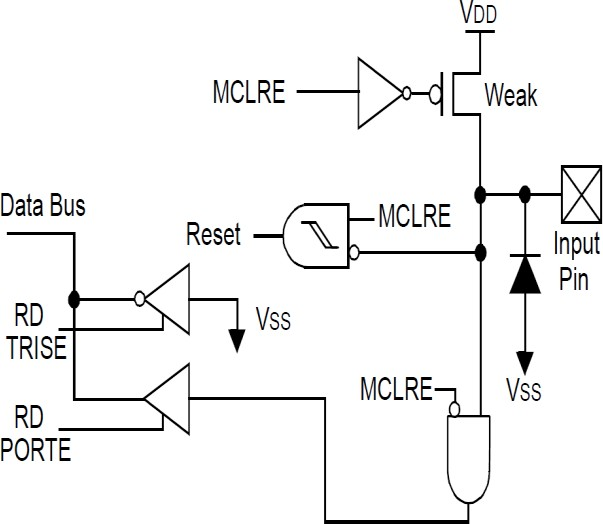 VDD
MCLRE
Weak
Data Bus
MCLRE
Reset
Input
Pin
RD
TRISE
VSS
MCLRE
VSS
RD
PORTE